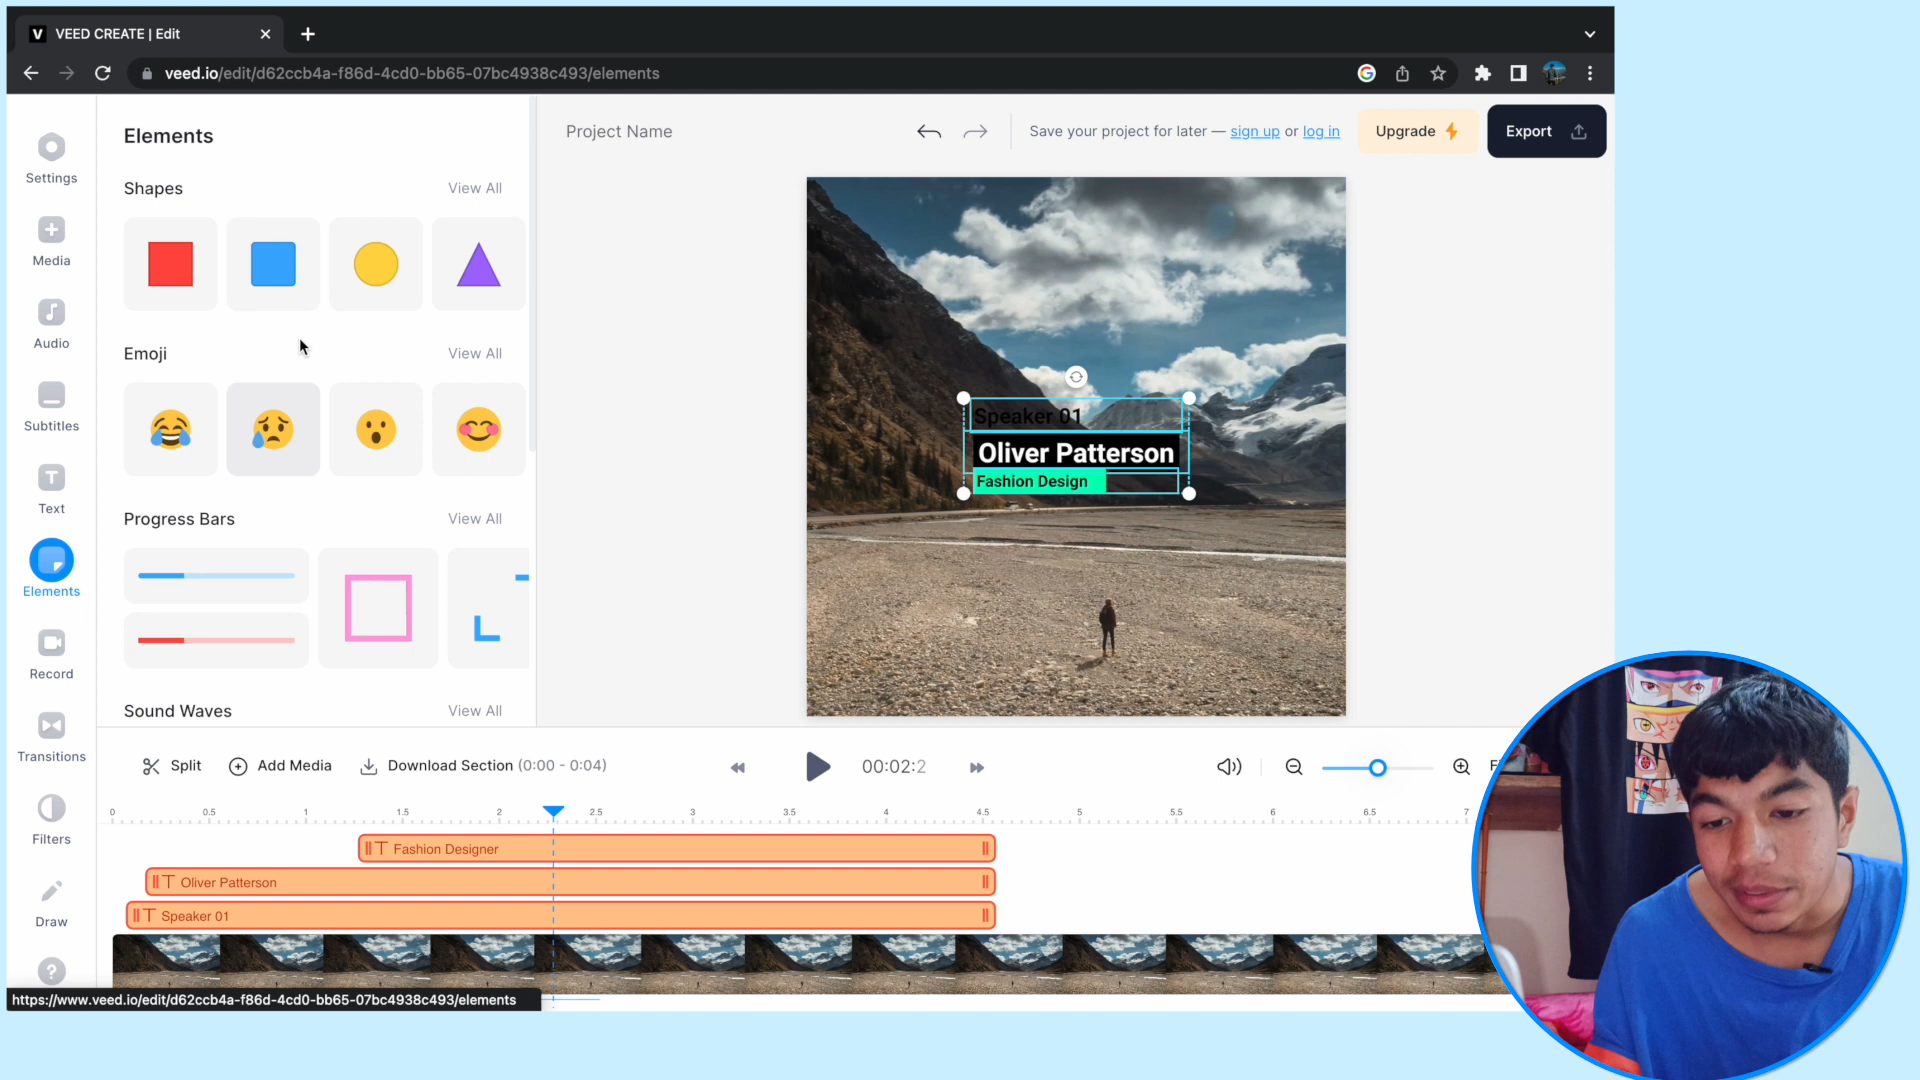 V VEED CREATE | Edit
veed.io/edit/d62ccb4a-f86d-4cd0-bb65-07bc4938c493/elements
Project Name
Save your project for later — sign up or log in
Upgrade
Export
Settings
Media
Audio
Subtitles
Text
Elements
Record
Transitions
Filters
Draw
Elements
Shapes
View All
Emoji
View All
Progress Bars
View All
Sound Waves
View All
Speaker 01
Oliver Patterson
Fashion Design
Split
Add Media
Download Section (0:00 - 0:04)
00:02:2
0 0.5 1 1.5 2 2.5 3 3.5 4 4.5 5 5.5 6 6.5 7
Fashion Designer
Oliver Patterson
Speaker 01
https://www.veed.io/edit/d62ccb4a-f86d-4cd0-bb65-07bc4938c493/elements